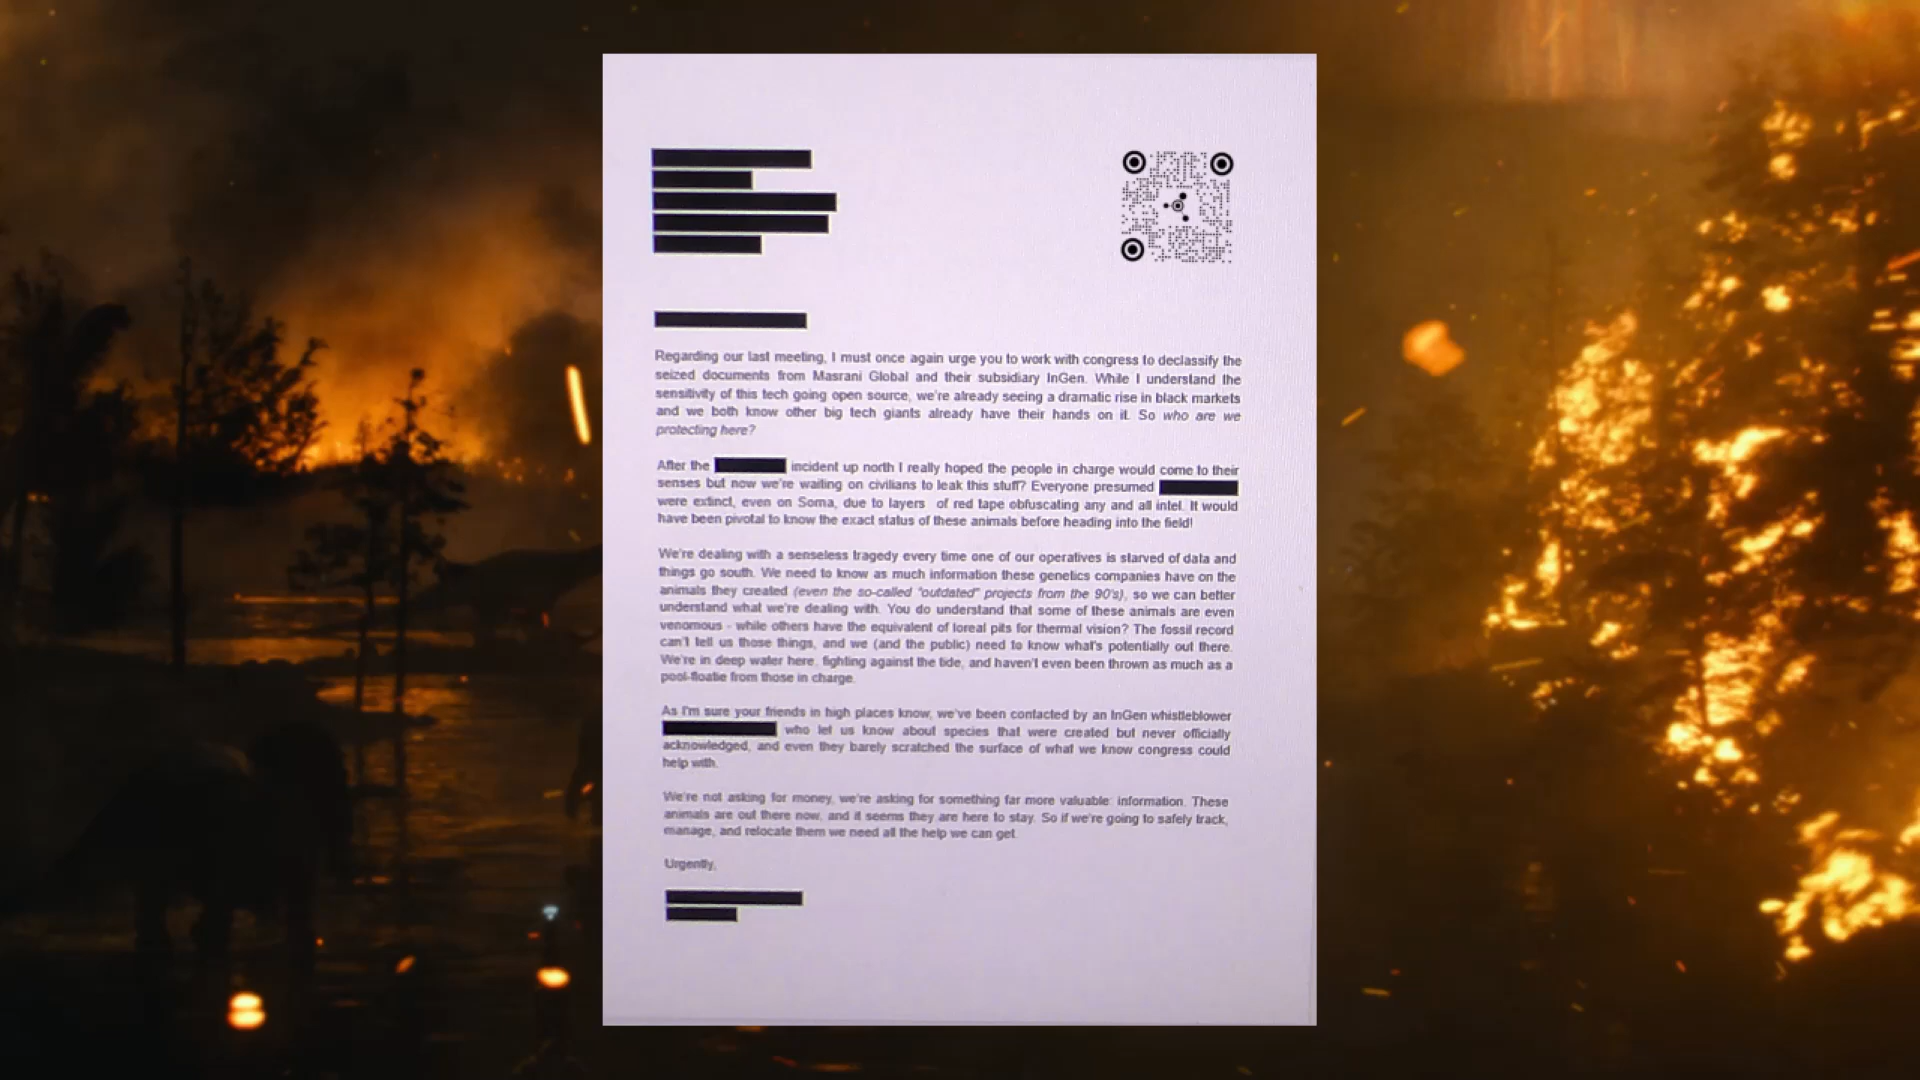 Regarding our last meeting, I must once again urge you to work with congress to declassify the
seized documents from Masrani Global and their subsidiary InGen. While I understand the
sensitivity of this tech going open source, we're already seeing a dramatic rise in black markets
and we both know other big tech giants already have their hands on it. So who are we
protecting here?
After the incident up north I really hoped the people in charge would come to their
senses but now we're waiting on civilians to leak this stuff? Everyone presumed
were extinct, even on Sorna, due to layers of red tape obfuscating any and all intel. It would
have been pivotal to know the exact status of these animals before heading into the field!
We're dealing with a senseless tragedy every time one of our operatives is starved of data and
things go south. We need to know as much information these genetics companies have on the
animals they created (even the so-called "outdated" projects from the 90's), so we can better
understand what we're dealing with. You do understand that some of these animals are even
venomous - while others have the equivalent of loreal pits for thermal vision? The fossil record
can't tell us those things, and we (and the public) need to know what's potentially out there.
We're in deep water here, fighting against the tide, and haven't even been thrown as much as a
pool-floatie from those in charge.
As I'm sure your friends in high places know, we've been contacted by an InGen whistleblower
who let us know about species that were created but never officially
acknowledged, and even they barely scratched the surface of what we know congress could
help with.
We're not asking for money, we're asking for something far more valuable: information. These
animals are out there now, and it seems they are here to stay. So if we're going to safely track,
manage, and relocate them we need all the help we can get.
Urgently,